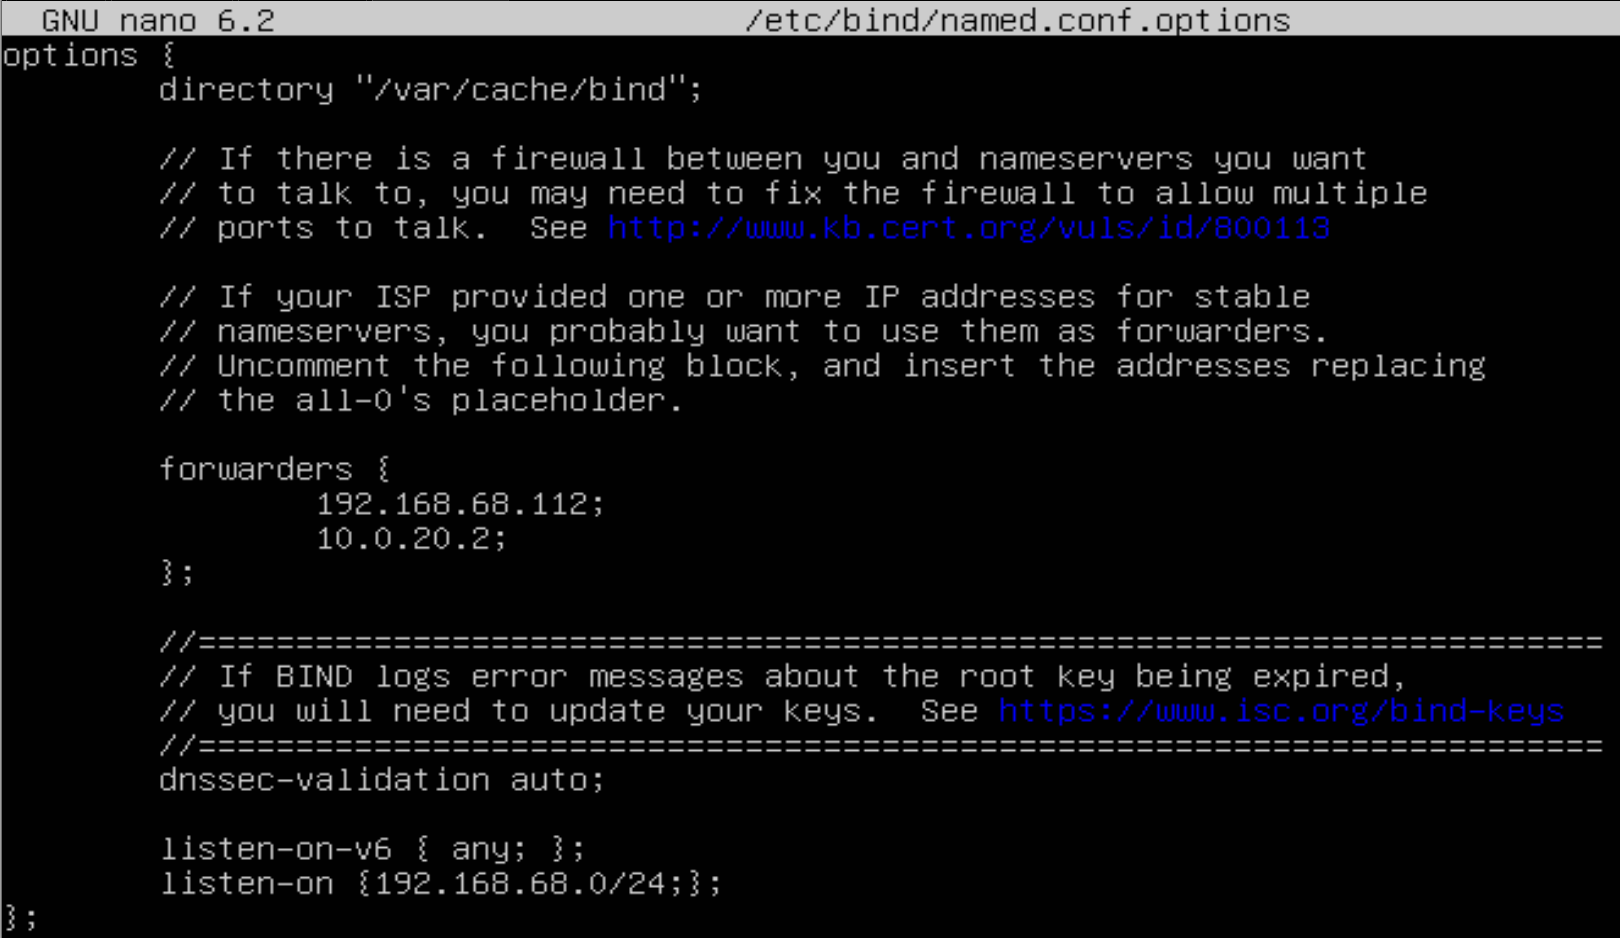 GNU nano 6.2 /etc/bind/named.conf.options
options {
directory "/var/cache/bind";
// If there is a firewall between you and nameservers you want
// to talk to, you may need to fix the firewall to allow multiple
// ports to talk.  See http://www.kb.cert.org/vuls/id/800113
// If your ISP provided one or more IP addresses for stable
// nameservers, you probably want to use them as forwarders.
// Uncomment the following block, and insert the addresses replacing
// the all-0's placeholder.
forwarders {
192.168.68.112;
10.0.20.2;
};
//========================================================================
// If BIND logs error messages about the root key being expired,
// you will need to update your keys.  See https://www.isc.org/bind-keys
//========================================================================
dnssec-validation auto;
listen-on-v6 { any; };
listen-on {192.168.68.0/24;};
};